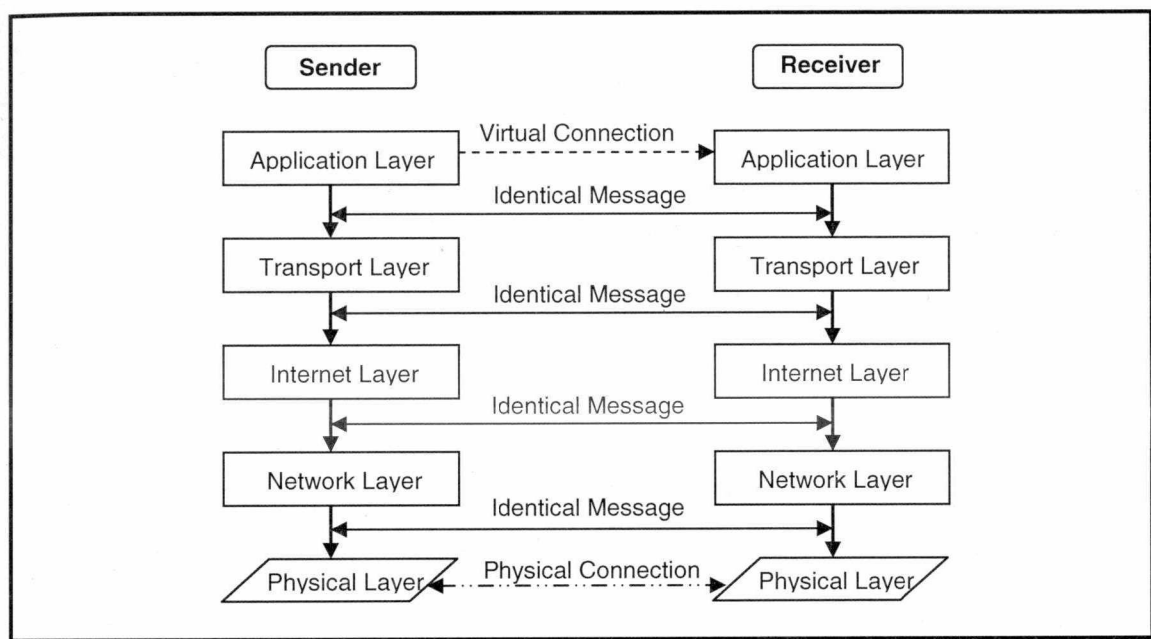 Sender
Receiver
Virtual Connection
Application Layer
Application Layer
Identical Message
Transport Layer
Transport Layer
Identical Message
Internet Layer
Internet Layer
Identical Message
Network Layer
Network Layer
Identical Message
Physical Layer
Physical Connection
Physical Layer